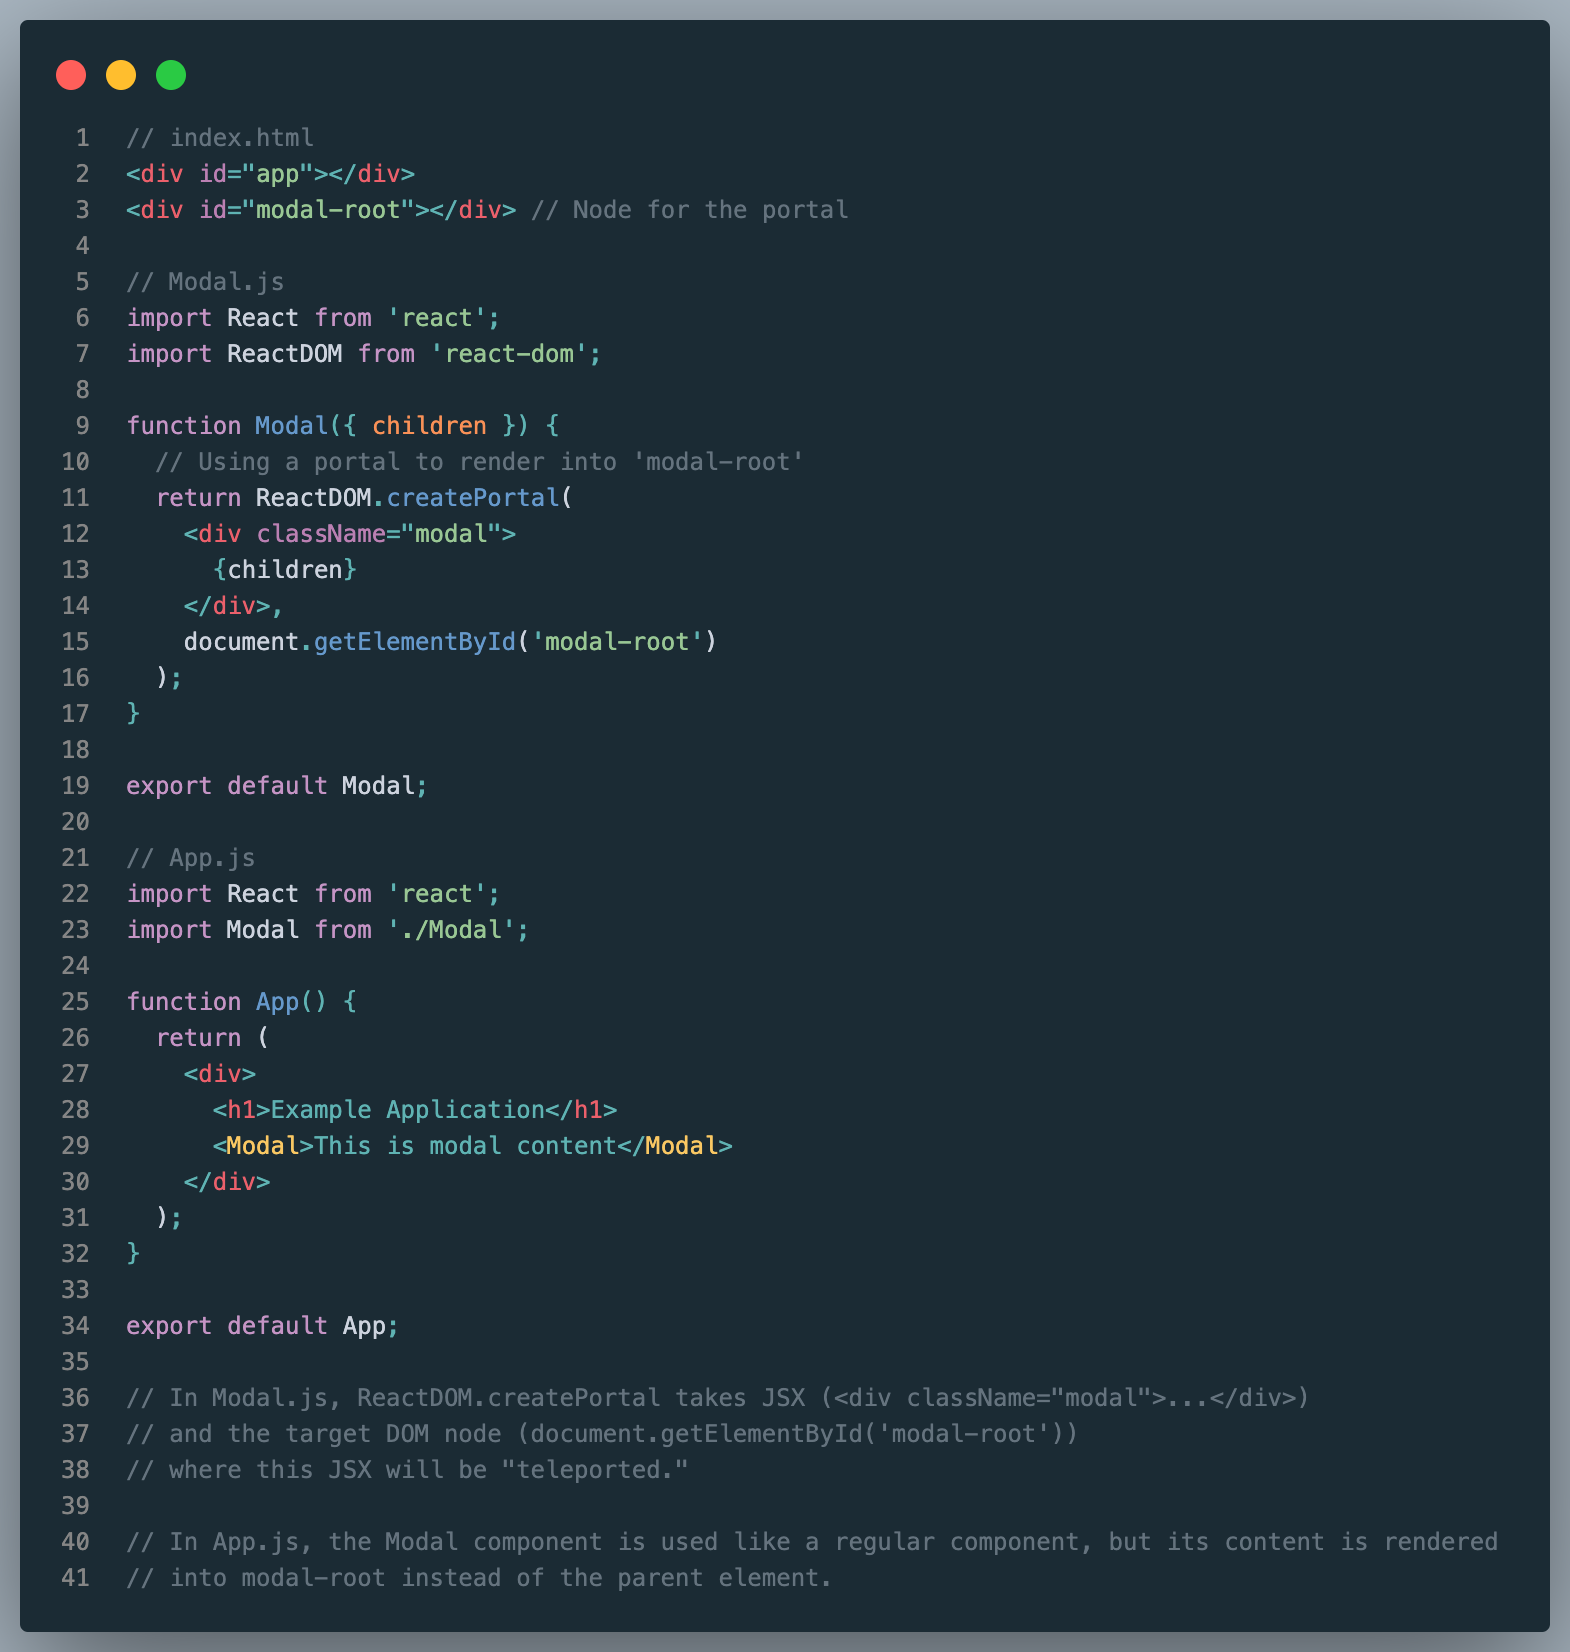 1 // index.html
2 <div id="app"></div>
3 <div id="modal-root"></div> // Node for the portal
4
5 // Modal.js
6 import React from 'react';
7 import ReactDOM from 'react-dom';
8
9 function Modal({ children }) {
10   // Using a portal to render into 'modal-root'
11   return ReactDOM.createPortal(
12     <div className="modal">
13       {children}
14     </div>,
15     document.getElementById('modal-root')
16   );
17 }
18
19 export default Modal;
20
21 // App.js
22 import React from 'react';
23 import Modal from './Modal';
24
25 function App() {
26   return (
27     <div>
28       <h1>Example Application</h1>
29       <Modal>This is modal content</Modal>
30     </div>
31   );
32 }
33
34 export default App;
35
36 // In Modal.js, ReactDOM.createPortal takes JSX (<div className="modal">...</div>)
37 // and the target DOM node (document.getElementById('modal-root'))
38 // where this JSX will be "teleported."
39
40 // In App.js, the Modal component is used like a regular component, but its content is rendered
41 // into modal-root instead of the parent element.